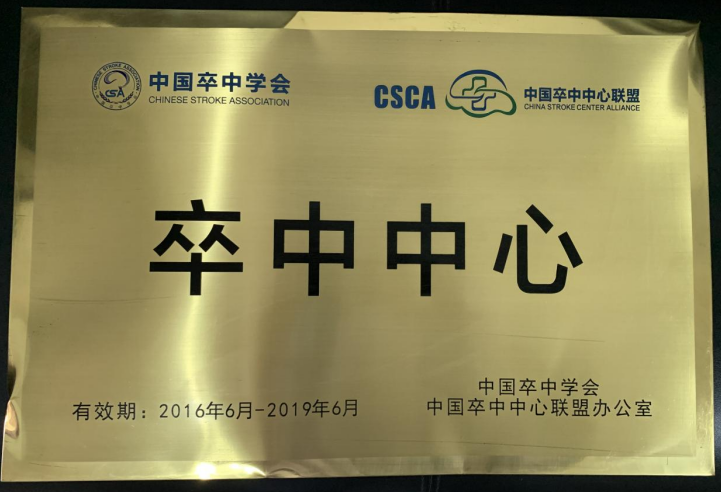 中国卒中学会
CHINESE STROKE ASSOCIATION
CSA
CSCA
中国卒中中心联盟
CHINA STROKE CENTER ALLIANCE
卒中中心
有效期：2016年6月-2019年6月
中国卒中学会
中国卒中中心联盟办公室